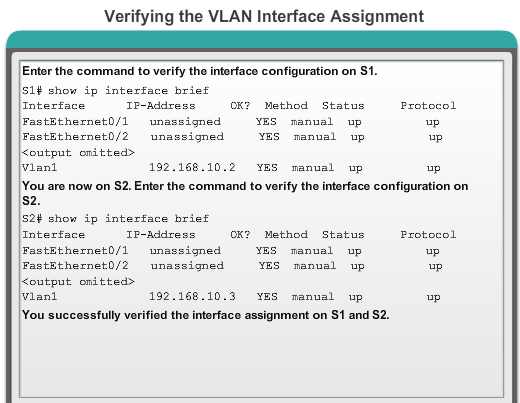 Verifying the VLAN Interface Assignment
Enter the command to verify the interface configuration on S1.
S1# show ip interface brief
Interface IP-Address OK? Method Status Protocol
FastEthernet0/1 unassigned YES manual up up
FastEthernet0/2 unassigned YES manual up up
<output omitted>
Vlan1 192.168.10.2 YES manual up up
You are now on S2. Enter the command to verify the interface configuration on
S2.
S2# show ip interface brief
Interface IP-Address OK? Method Status Protocol
FastEthernet0/1 unassigned YES manual up up
FastEthernet0/2 unassigned YES manual up up
<output omitted>
Vlan1 192.168.10.3 YES manual up up
You successfully verified the interface assignment on S1 and S2.